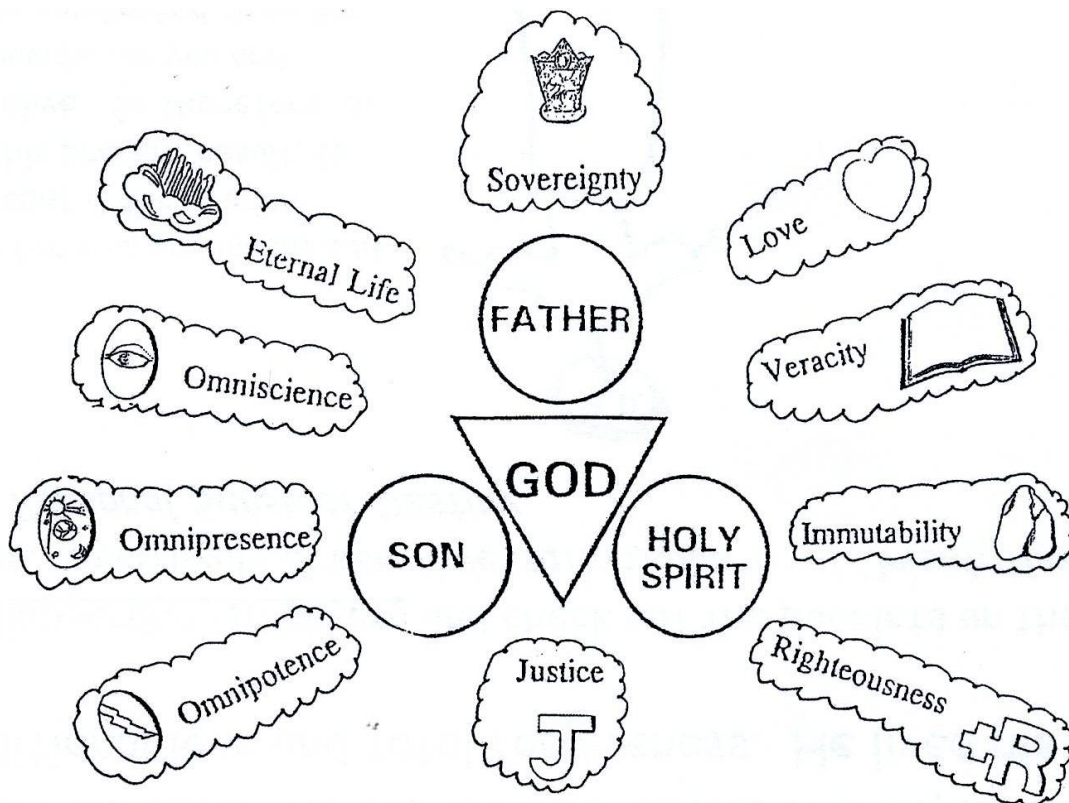 Sovereignty
Love
Eternal Life
FATHER
Veracity
Omniscience
GOD
Omnipresence
SON
HOLY
SPIRIT
Immutability
Omnipotence
Justice
J
Righteousness
+R